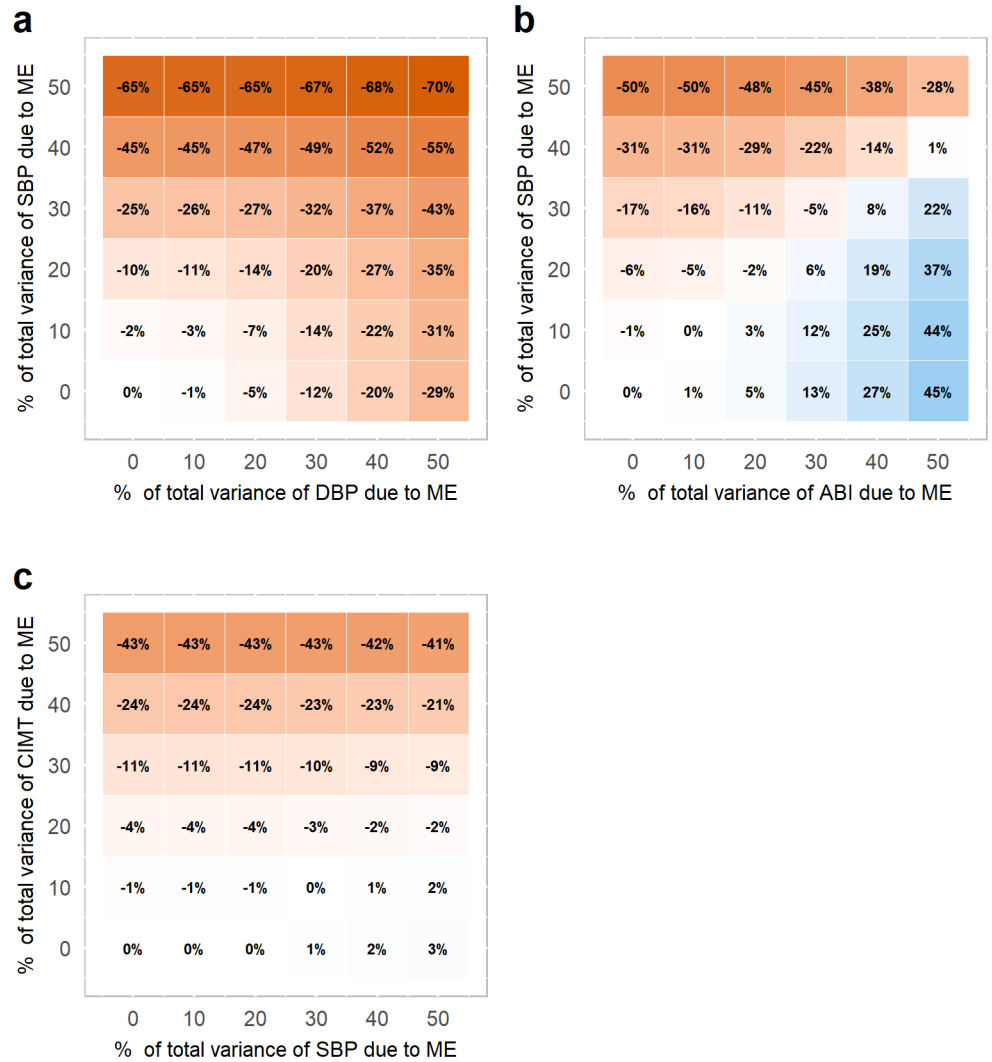 a
% of total variance of SBP due to ME
50 -65% -65% -65% -67% -68% -70%
40 -45% -45% -47% -49% -52% -55%
30 -25% -26% -27% -32% -37% -43%
20 -10% -11% -14% -20% -27% -35%
10 -2% -3% -7% -14% -22% -31%
0 0% -1% -5% -12% -20% -29%
0 10 20 30 40 50
% of total variance of DBP due to ME
b
% of total variance of SBP due to ME
50 -50% -50% -48% -45% -38% -28%
40 -31% -31% -29% -22% -14% 1%
30 -17% -16% -11% -5% 8% 22%
20 -6% -5% -2% 6% 19% 37%
10 -1% 0% 3% 12% 25% 44%
0 0% 1% 5% 13% 27% 45%
0 10 20 30 40 50
% of total variance of ABI due to ME
c
% of total variance of CIMT due to ME
50 -43% -43% -43% -43% -42% -41%
40 -24% -24% -24% -23% -23% -21%
30 -11% -11% -11% -10% -9% -9%
20 -4% -4% -4% -3% -2% -2%
10 -1% -1% -1% 0% 1% 2%
0 0% 0% 0% 1% 2% 3%
0 10 20 30 40 50
% of total variance of SBP due to ME